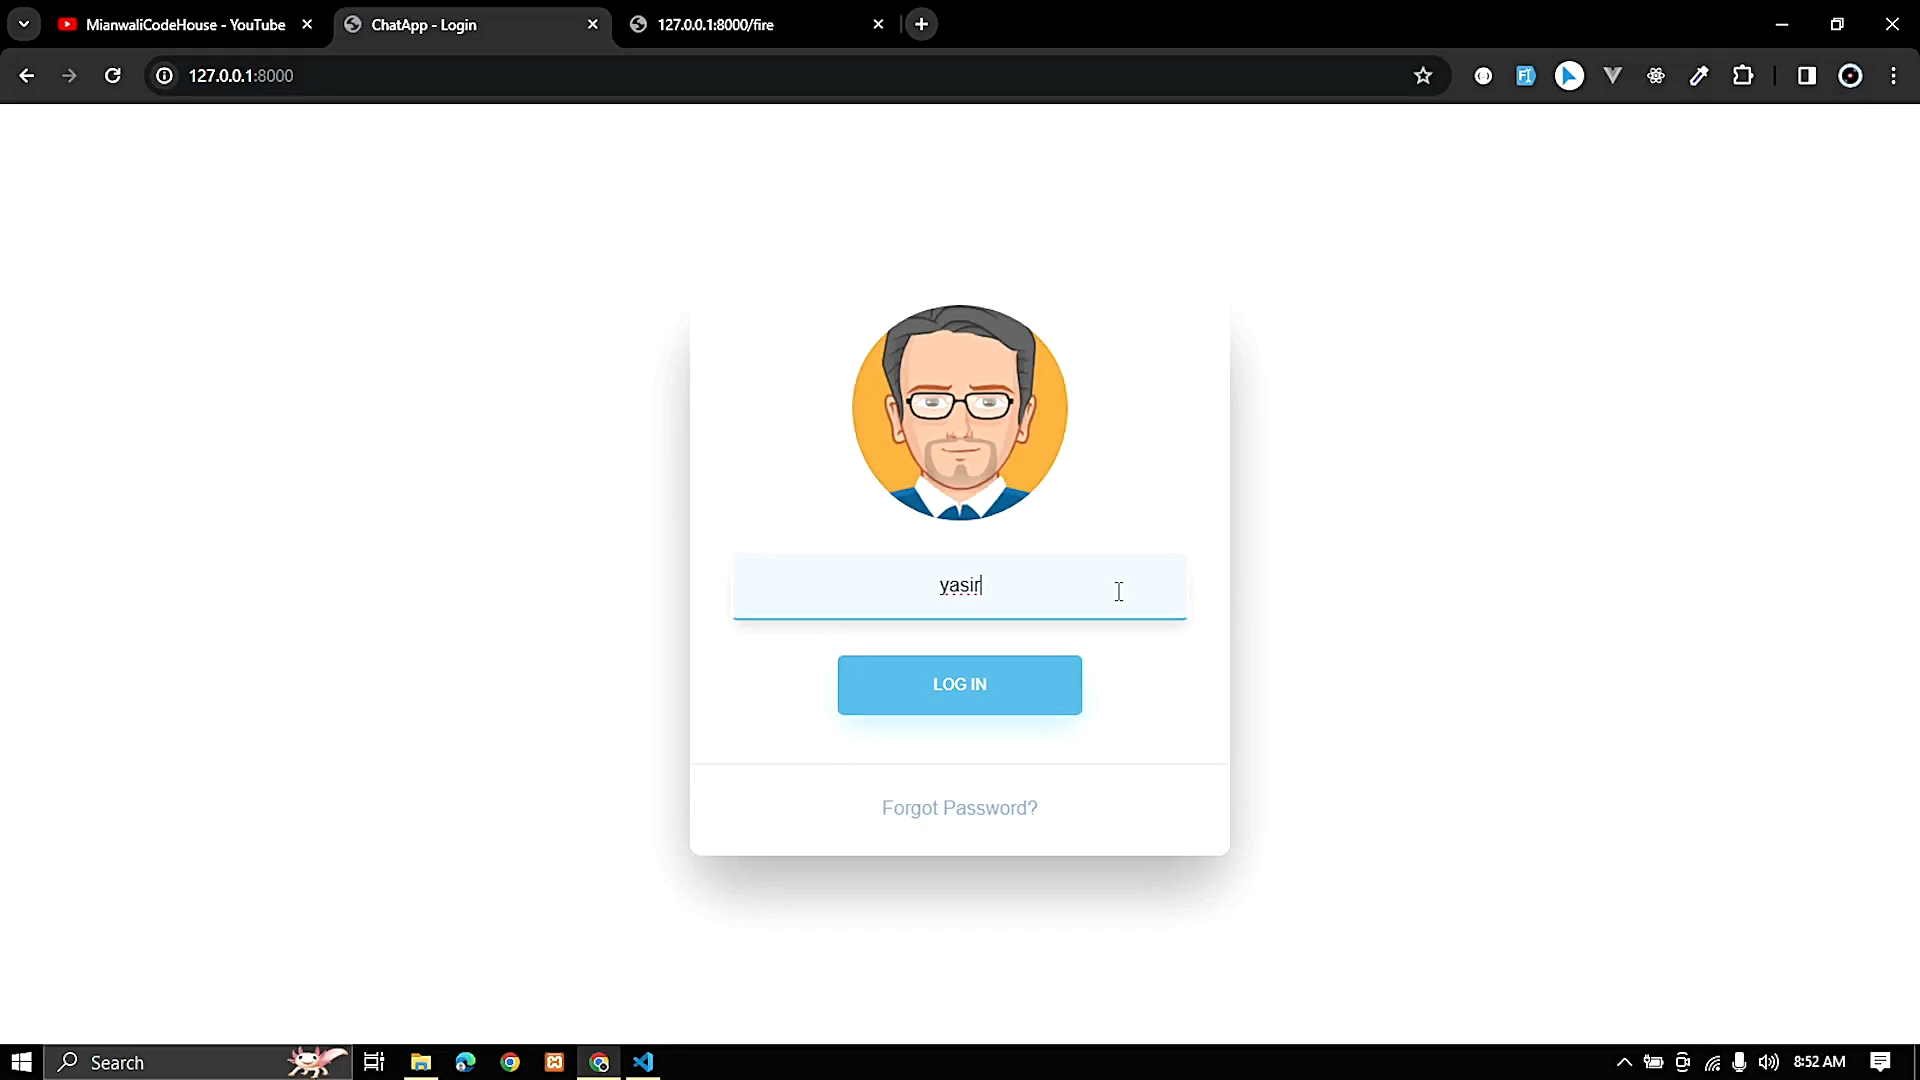 MianwaliCodeHouse - YouTube
ChatApp - Login
127.0.0.1:8000/fire
127.0.0.1:8000
yasir
LOG IN
Forgot Password?
Search
8:52 AM